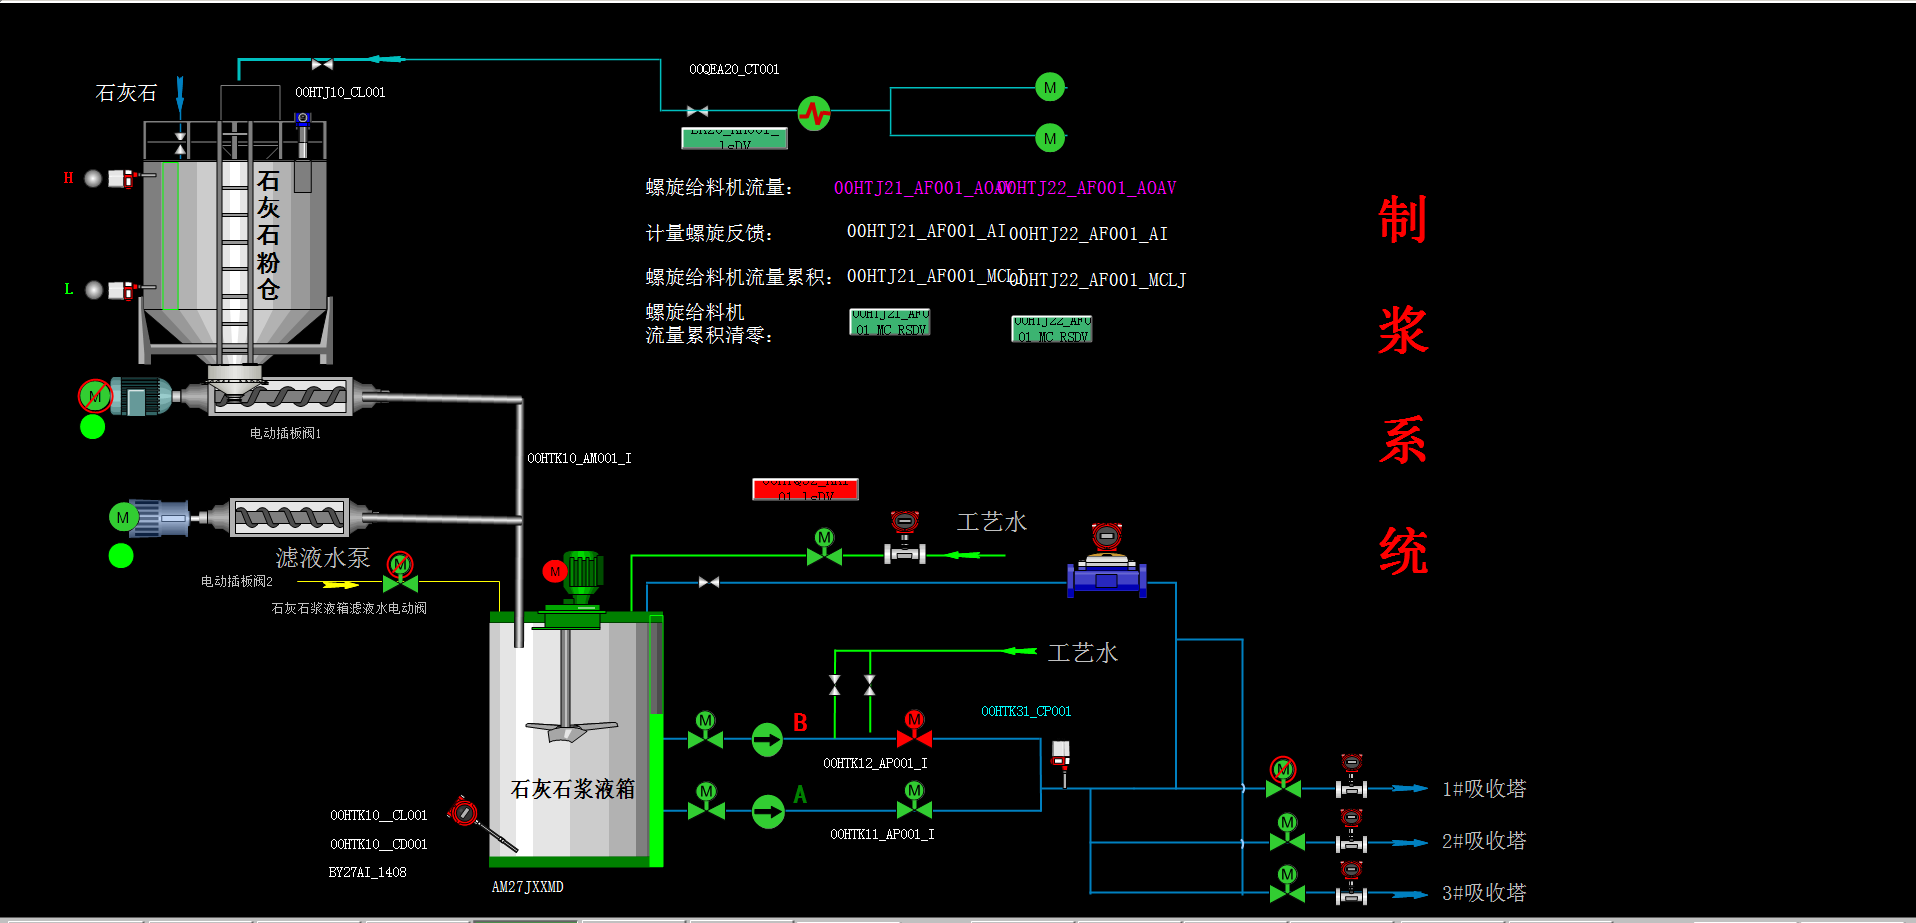 00QEA20_CT001
石灰石
00HTJ10_CL001
M
M
H
石灰石粉仓
L
螺旋给料机流量：
00HTJ21_AF001_AOAV
00HTJ22_AF001_AOAV
计量螺旋反馈：
00HTJ21_AF001_AI
00HTJ22_AF001_AI
螺旋给料机流量累积：
00HTJ21_AF001_MCLJ
00HTJ22_AF001_MCLJ
螺旋给料机
流量累积清零：
00HTJ21_AF0
01_MC_RSDV
00HTJ22_AF0
01_MC_RSDV
制
浆
系
统
M
电动插板阀1
00HTK10_AM001_I
M
01_lsDV
工艺水
M
滤液水泵
M
电动插板阀2
石灰石浆液箱滤液水电动阀
M
工艺水
00HTK31_CP001
M
B
M
00HTK12_AP001_I
M
A
M
00HTK11_AP001_I
石灰石浆液箱
00HTK10__CL001
00HTK10__CD001
BY27AI_1408
AM27JXXMD
M
1#吸收塔
M
2#吸收塔
M
3#吸收塔